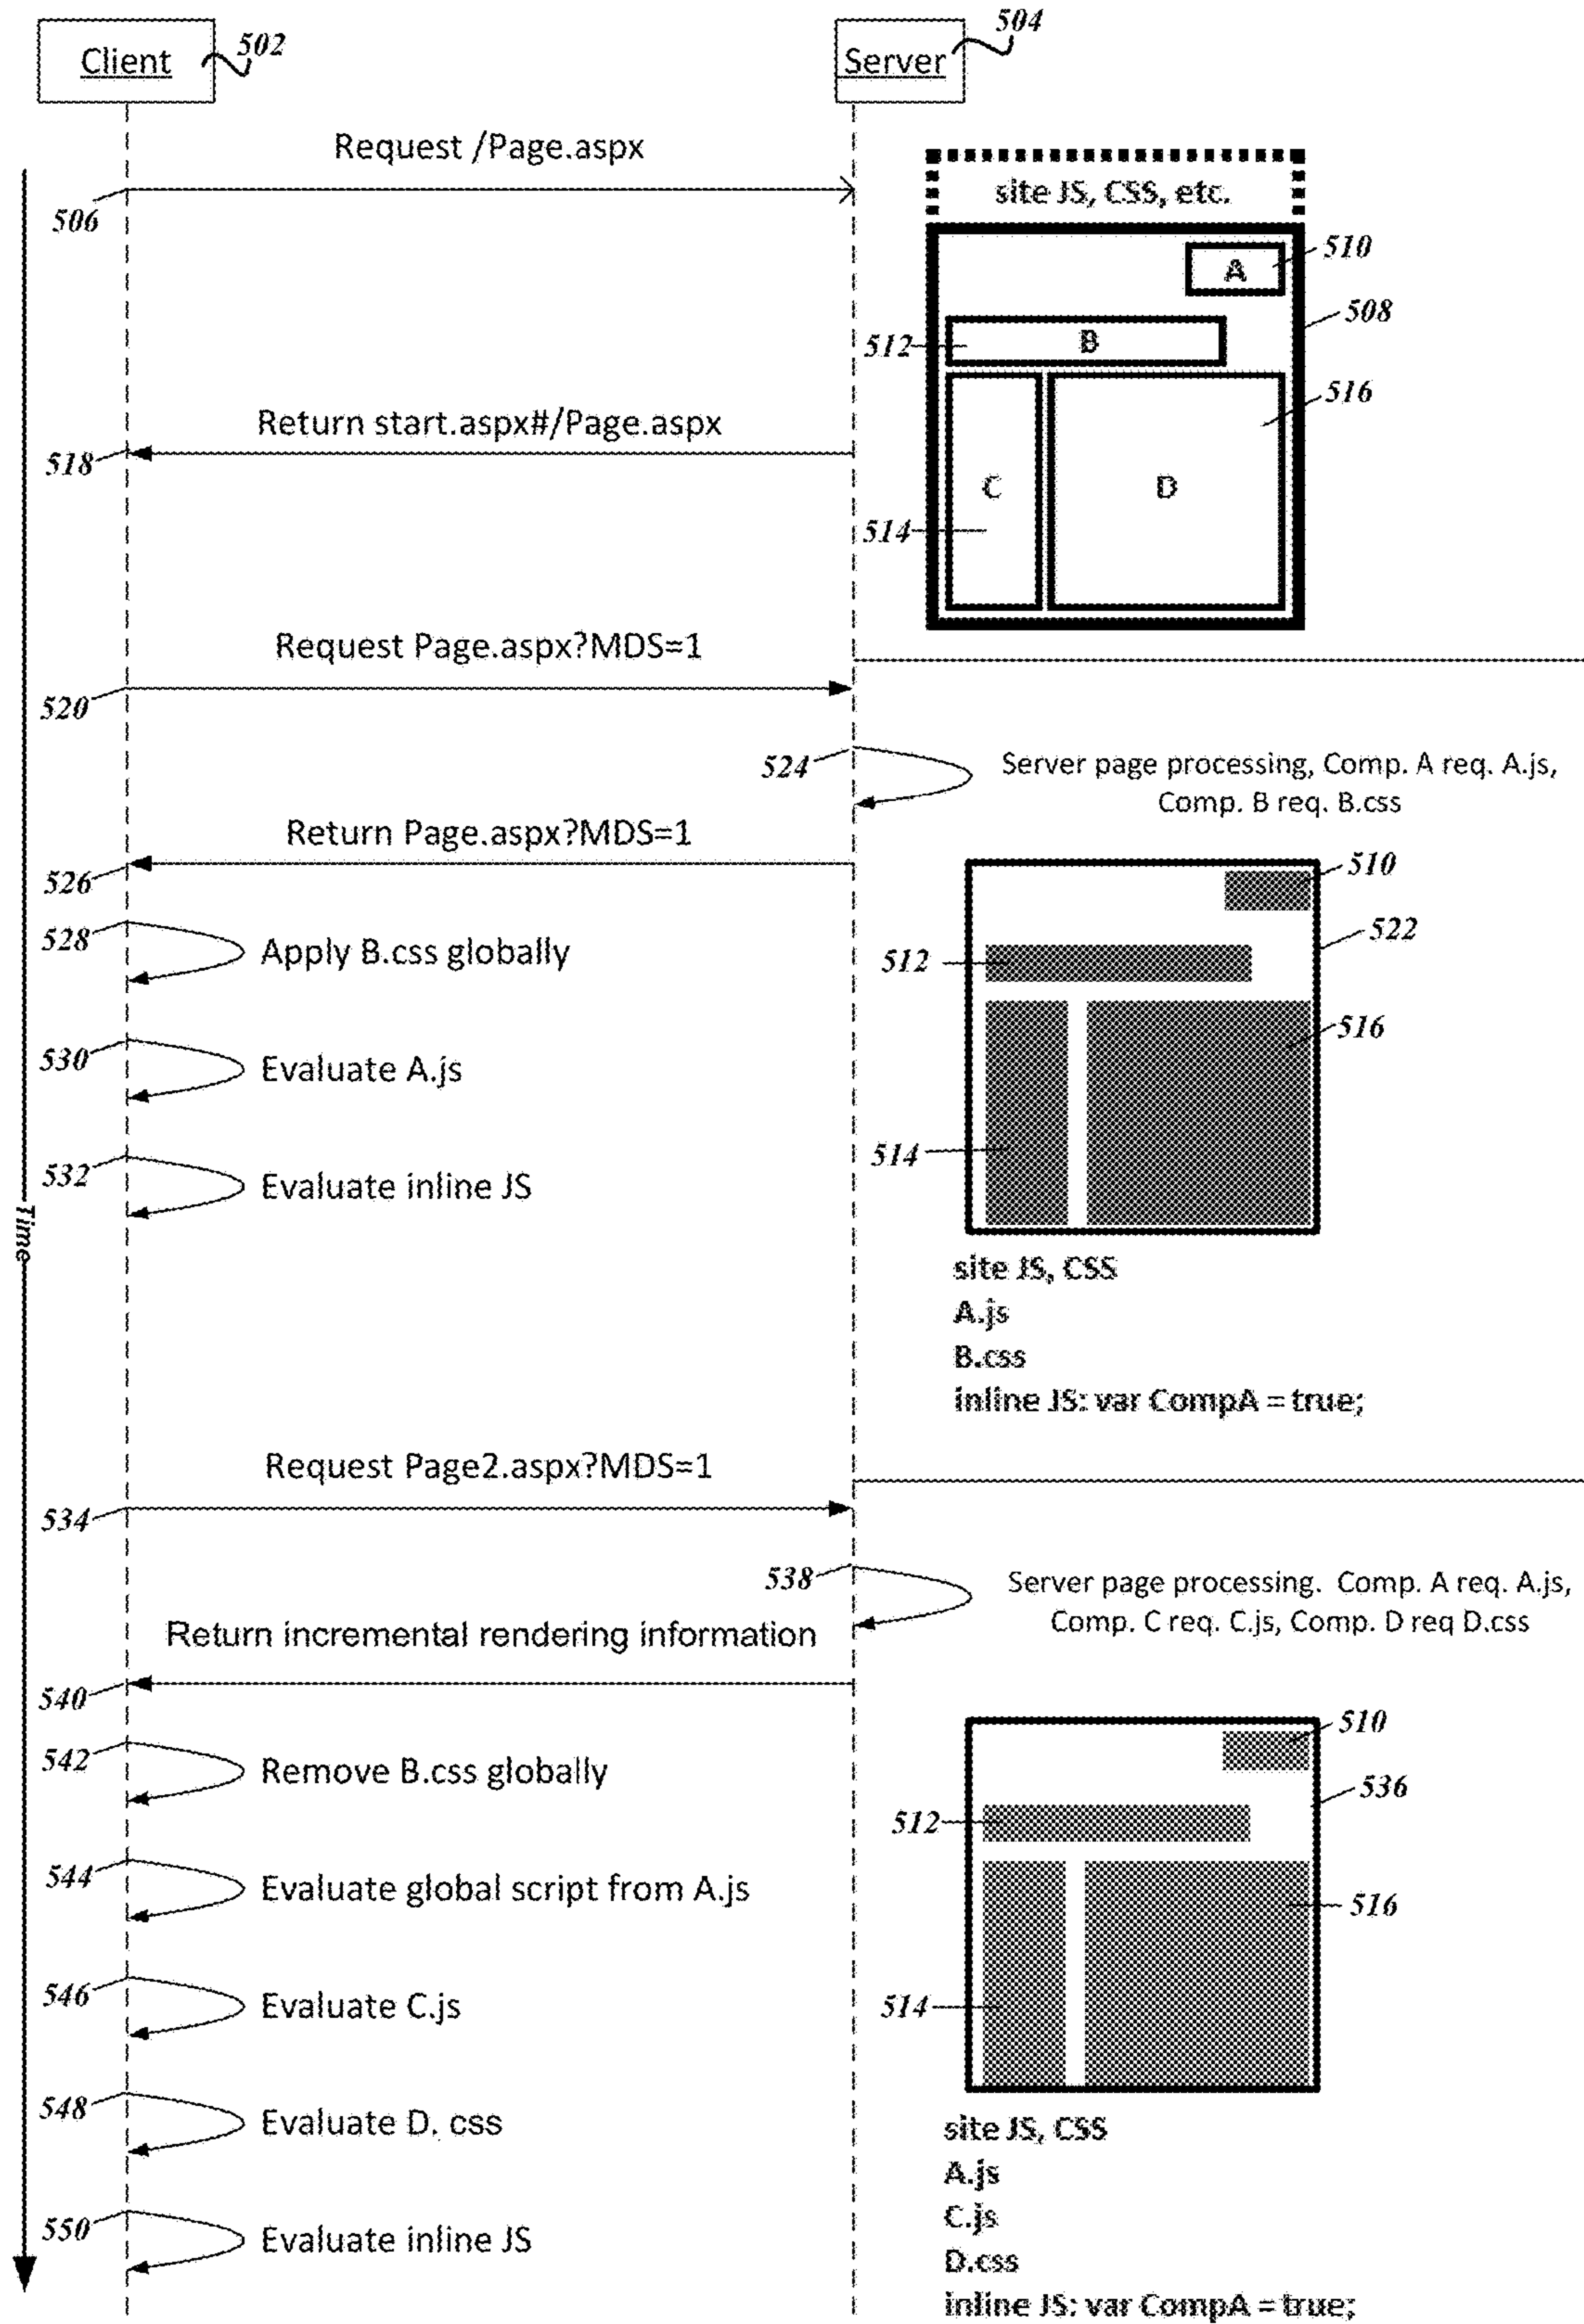 Client
502
Server
504
Request /Page.aspx
506
site JS, CSS, etc.
A
510
508
B
512
516
Return start.aspx#/Page.aspx
518
C
D
514
Request Page.aspx?MDS=1
520
524
Server page processing, Comp. A req. A.js,
Comp. B req. B.css
Return Page.aspx?MDS=1
526
510
528
Apply B.css globally
522
512
530
Evaluate A.js
516
532
Evaluate inline JS
514
Time
site JS, CSS
A.js
B.css
inline JS: var CompA = true;
Request Page2.aspx?MDS=1
534
538
Server page processing.  Comp. A req. A.js,
Comp. C req. C.js, Comp. D req D.css
Return incremental rendering information
540
510
542
Remove B.css globally
536
512
544
Evaluate global script from A.js
516
546
Evaluate C.js
514
548
Evaluate D. css
site JS, CSS
A.js
C.js
D.css
inline JS: var CompA = true;
550
Evaluate inline JS